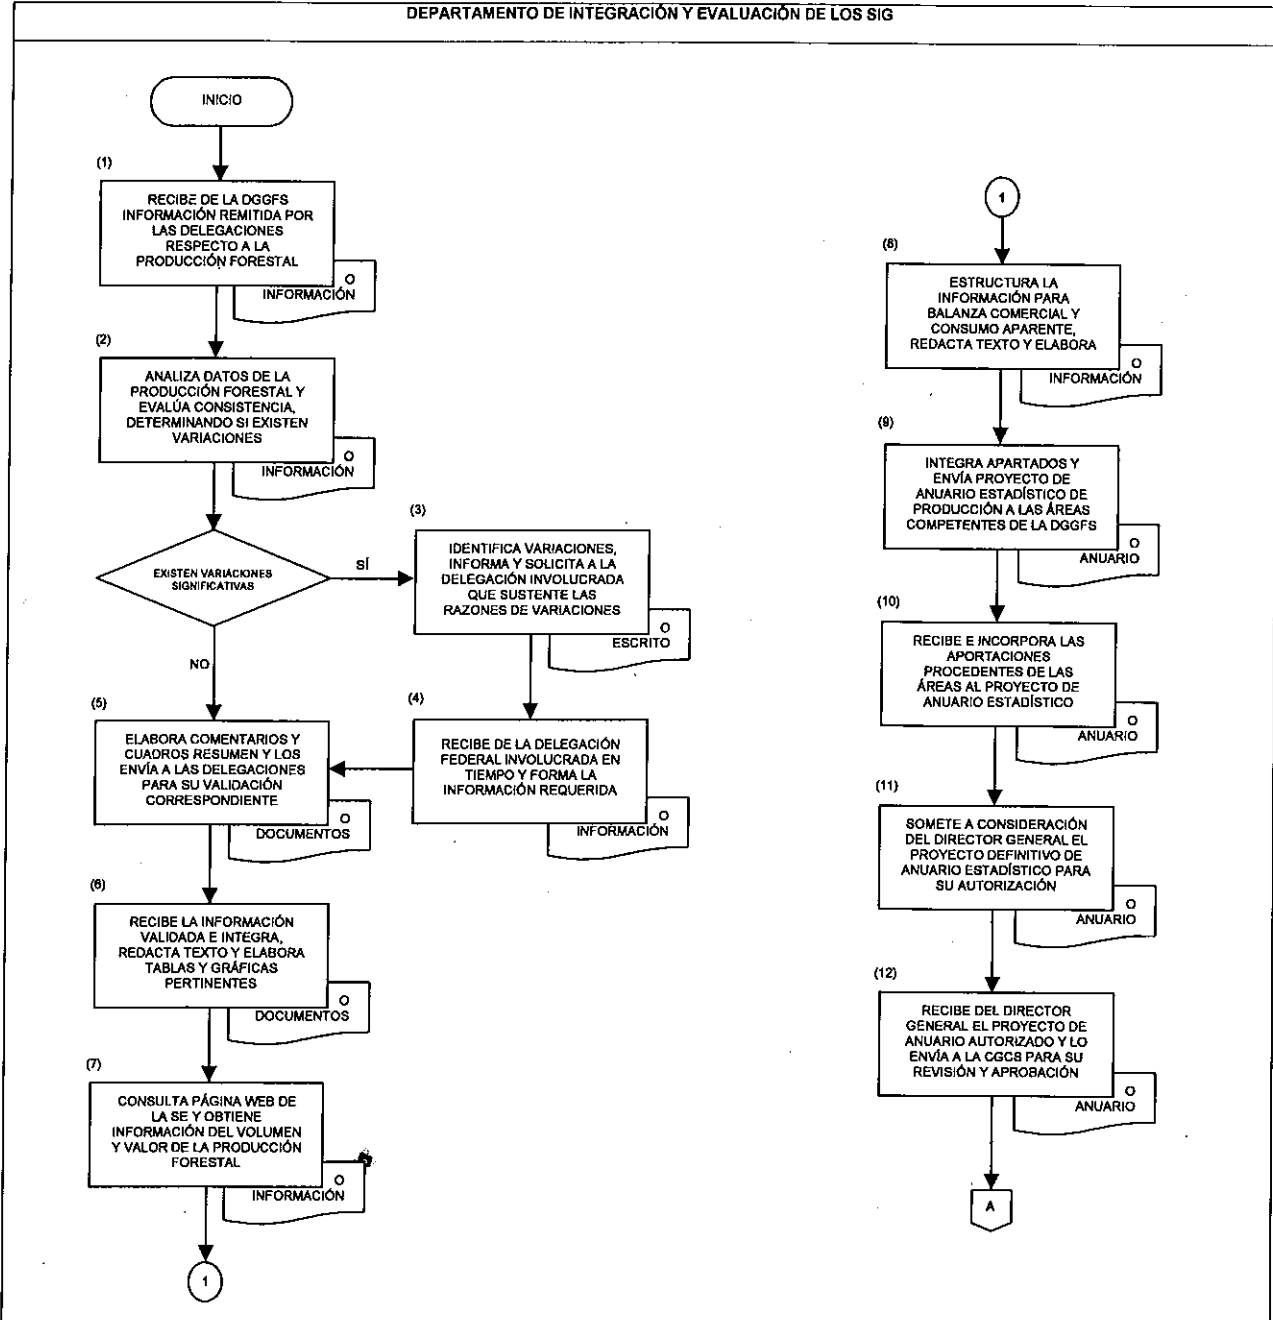 DEPARTAMENTO DE INTEGRACIÓN Y EVALUACIÓN DE LOS SIG
INICIO
(1)
RECIBE DE LA DGGFS
INFORMACIÓN REMITIDA POR
LAS DELEGACIONES
RESPECTO A LA
PRODUCCIÓN FORESTAL
O
INFORMACIÓN
(2)
ANALIZA DATOS DE LA
PRODUCCIÓN FORESTAL Y
EVALÚA CONSISTENCIA,
DETERMINANDO SI EXISTEN
VARIACIONES
O
INFORMACIÓN
EXISTEN VARIACIONES
SIGNIFICATIVAS
SÍ
NO
(3)
IDENTIFICA VARIACIONES,
INFORMA Y SOLICITA A LA
DELEGACIÓN INVOLUCRADA
QUE SUSTENTE LAS
RAZONES DE VARIACIONES
O
ESCRITO
(4)
RECIBE DE LA DELEGACIÓN
FEDERAL INVOLUCRADA EN
TIEMPO Y FORMA LA
INFORMACIÓN REQUERIDA
O
INFORMACIÓN
(5)
ELABORA COMENTARIOS Y
CUADROS RESUMEN Y LOS
ENVÍA A LAS DELEGACIONES
PARA SU VALIDACIÓN
CORRESPONDIENTE
O
DOCUMENTOS
(6)
RECIBE LA INFORMACIÓN
VALIDADA E INTEGRA,
REDACTA TEXTO Y ELABORA
TABLAS Y GRÁFICAS
PERTINENTES
O
DOCUMENTOS
(7)
CONSULTA PÁGINA WEB DE
LA SE Y OBTIENE
INFORMACIÓN DEL VOLUMEN
Y VALOR DE LA PRODUCCIÓN
FORESTAL
O
INFORMACIÓN
1
1
(8)
ESTRUCTURA LA
INFORMACIÓN PARA
BALANZA COMERCIAL Y
CONSUMO APARENTE,
REDACTA TEXTO Y ELABORA
O
INFORMACIÓN
(9)
INTEGRA APARTADOS Y
ENVÍA PROYECTO DE
ANUARIO ESTADÍSTICO DE
PRODUCCIÓN A LAS ÁREAS
COMPETENTES DE LA DGGFS
O
ANUARIO
(10)
RECIBE E INCORPORA LAS
APORTACIONES
PROCEDENTES DE LAS
ÁREAS AL PROYECTO DE
ANUARIO ESTADÍSTICO
O
ANUARIO
(11)
SOMETE A CONSIDERACIÓN
DEL DIRECTOR GENERAL EL
PROYECTO DEFINITIVO DE
ANUARIO ESTADÍSTICO PARA
SU AUTORIZACIÓN
O
ANUARIO
(12)
RECIBE DEL DIRECTOR
GENERAL EL PROYECTO DE
ANUARIO AUTORIZADO Y LO
ENVÍA A LA CGCS PARA SU
REVISIÓN Y APROBACIÓN
O
ANUARIO
A